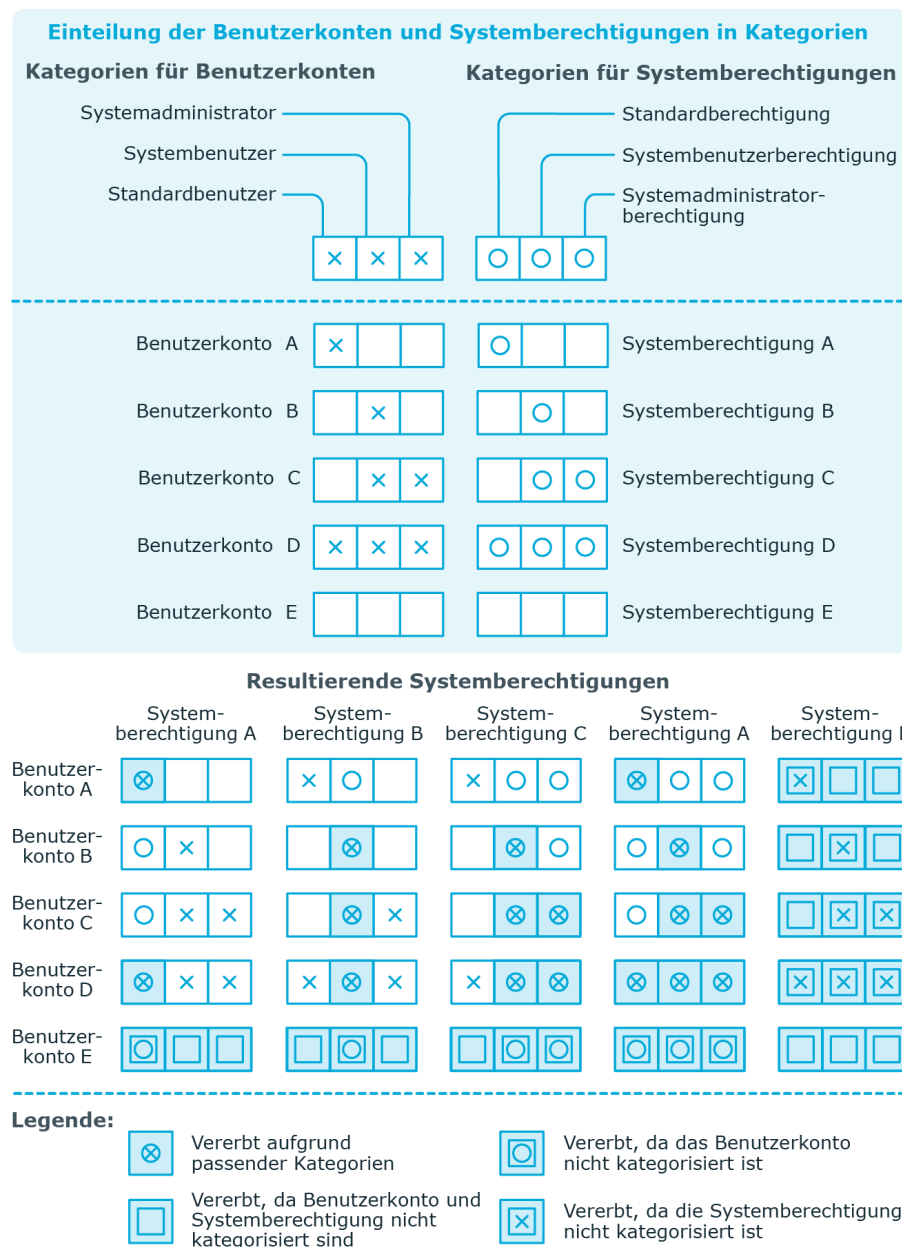 Einteilung der Benutzerkonten und Systemberechtigungen in Kategorien
Kategorien für Benutzerkonten
Kategorien für Systemberechtigungen
Systemadministrator
Systembenutzer
Standardbenutzer
Standardberechtigung
Systembenutzerberechtigung
Systemadministrator-
berechtigung
Benutzerkonto A
Systemberechtigung A
Benutzerkonto B
Systemberechtigung B
Benutzerkonto C
Systemberechtigung C
Benutzerkonto D
Systemberechtigung D
Benutzerkonto E
Systemberechtigung E
Resultierende Systemberechtigungen
System-
berechtigung A
System-
berechtigung B
System-
berechtigung C
System-
berechtigung A
System-
berechtigung
Benutzer-
konto A
Benutzer-
konto B
Benutzer-
konto C
Benutzer-
konto D
Benutzer-
konto E
Legende:
Vererbt aufgrund
passender Kategorien
Vererbt, da das Benutzerkonto
nicht kategorisiert ist
Vererbt, da Benutzerkonto und
Systemberechtigung nicht
kategorisiert sind
Vererbt, da die Systemberechtigung
nicht kategorisiert ist